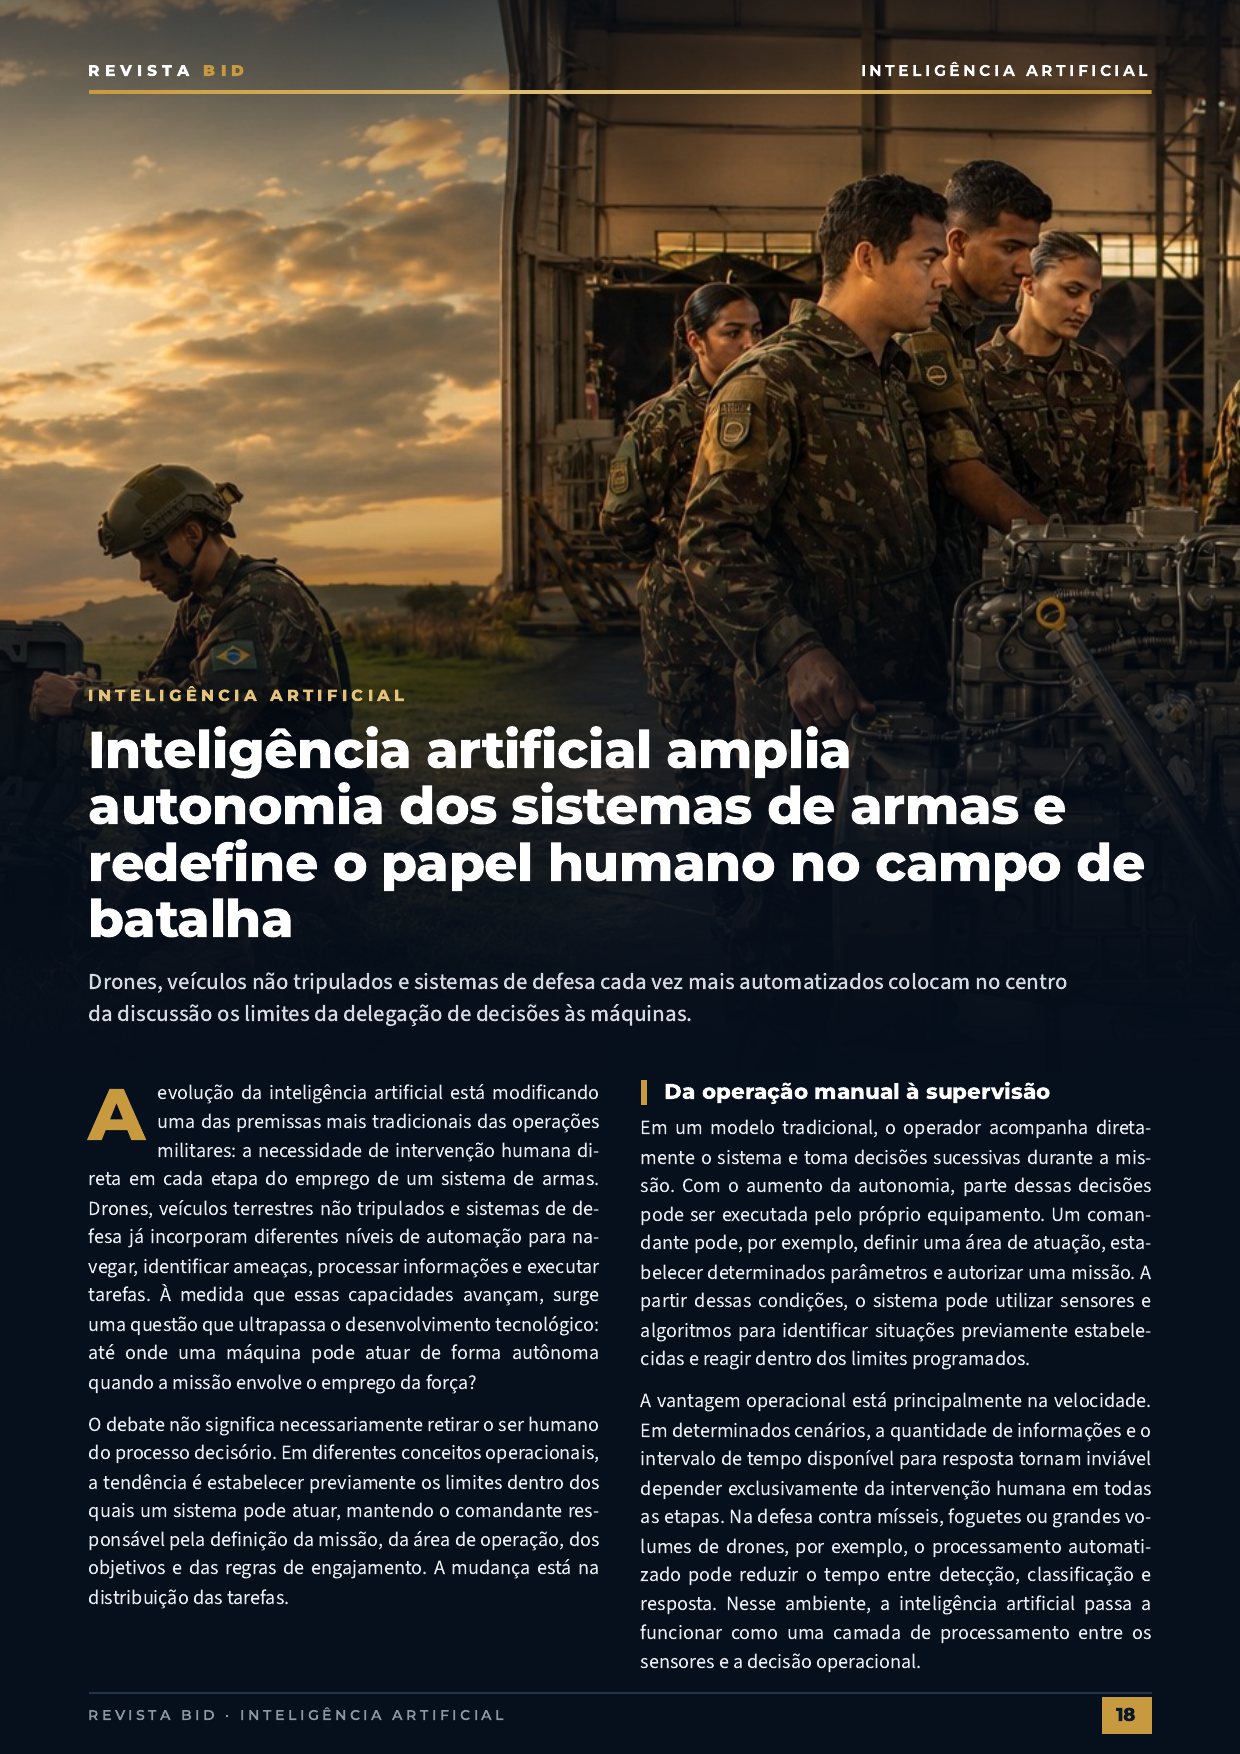 REVISTA BID
INTELIGÊNCIA ARTIFICIAL
INTELIGÊNCIA ARTIFICIAL
Inteligência artificial amplia
autonomia dos sistemas de armas e
redefine o papel humano no campo de
batalha
Drones, veículos não tripulados e sistemas de defesa cada vez mais automatizados colocam no centro
da discussão os limites da delegação de decisões às máquinas.
A evolução da inteligência artificial está modificando
uma das premissas mais tradicionais das operações
militares: a necessidade de intervenção humana di-
reta em cada etapa do emprego de um sistema de armas.
Drones, veículos terrestres não tripulados e sistemas de de-
fesa já incorporam diferentes níveis de automação para na-
vegar, identificar ameaças, processar informações e executar
tarefas. À medida que essas capacidades avançam, surge
uma questão que ultrapassa o desenvolvimento tecnológico:
até onde uma máquina pode atuar de forma autônoma
quando a missão envolve o emprego da força?
O debate não significa necessariamente retirar o ser humano
do processo decisório. Em diferentes conceitos operacionais,
a tendência é estabelecer previamente os limites dentro dos
quais um sistema pode atuar, mantendo o comandante res-
ponsável pela definição da missão, da área de operação, dos
objetivos e das regras de engajamento. A mudança está na
distribuição das tarefas.
Da operação manual à supervisão
Em um modelo tradicional, o operador acompanha direta-
mente o sistema e toma decisões sucessivas durante a mis-
são. Com o aumento da autonomia, parte dessas decisões
pode ser executada pelo próprio equipamento. Um coman-
dante pode, por exemplo, definir uma área de atuação, esta-
belecer determinados parâmetros e autorizar uma missão. A
partir dessas condições, o sistema pode utilizar sensores e
algoritmos para identificar situações previamente estabele-
cidas e reagir dentro dos limites programados.
A vantagem operacional está principalmente na velocidade.
Em determinados cenários, a quantidade de informações e o
intervalo de tempo disponível para resposta tornam inviável
depender exclusivamente da intervenção humana em todas
as etapas. Na defesa contra mísseis, foguetes ou grandes vo-
lumes de drones, por exemplo, o processamento automati-
zado pode reduzir o tempo entre detecção, classificação e
resposta. Nesse ambiente, a inteligência artificial passa a
funcionar como uma camada de processamento entre os
sensores e a decisão operacional.
REVISTA BID · INTELIGÊNCIA ARTIFICIAL
18